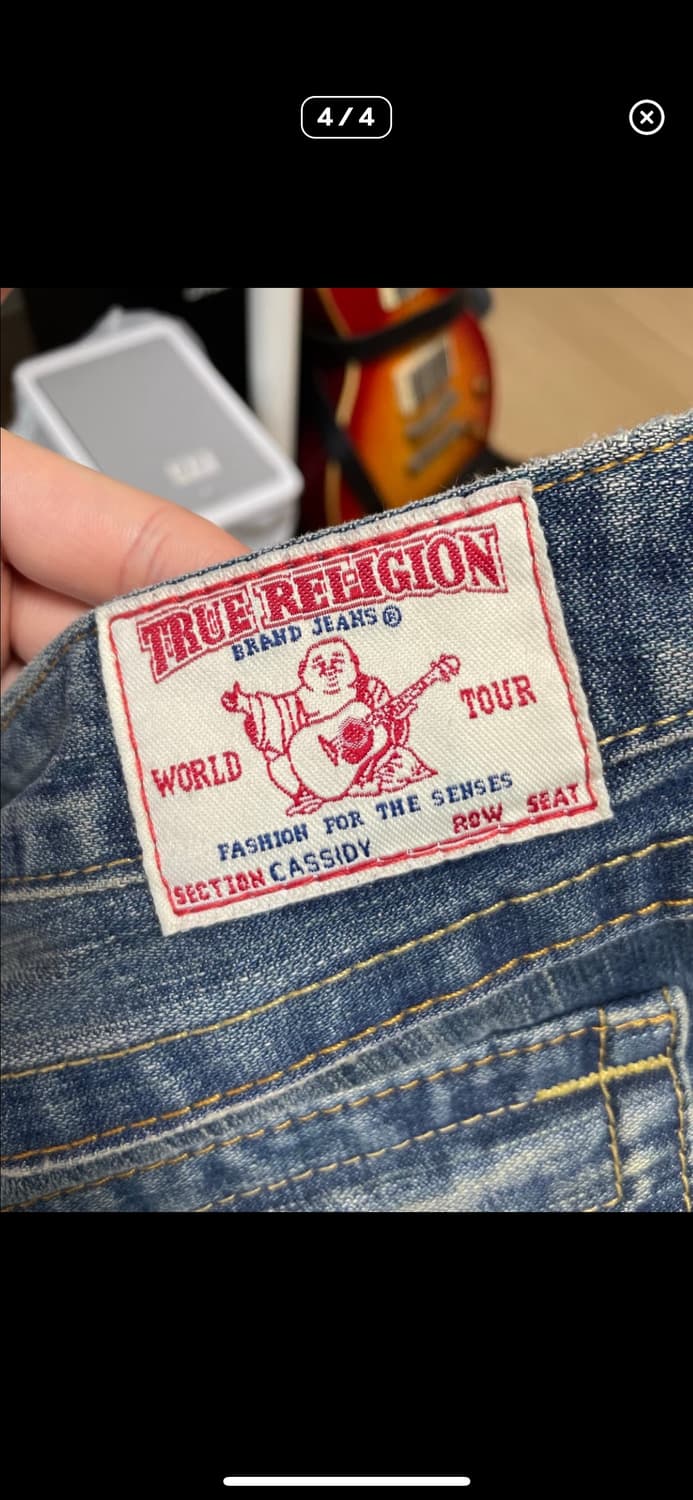 4/4
TRUE RELIGION
BRAND JEANS®
WORLD TOUR
FASHION FOR THE SENSES
SECTION CASSIDY ROW SEAT